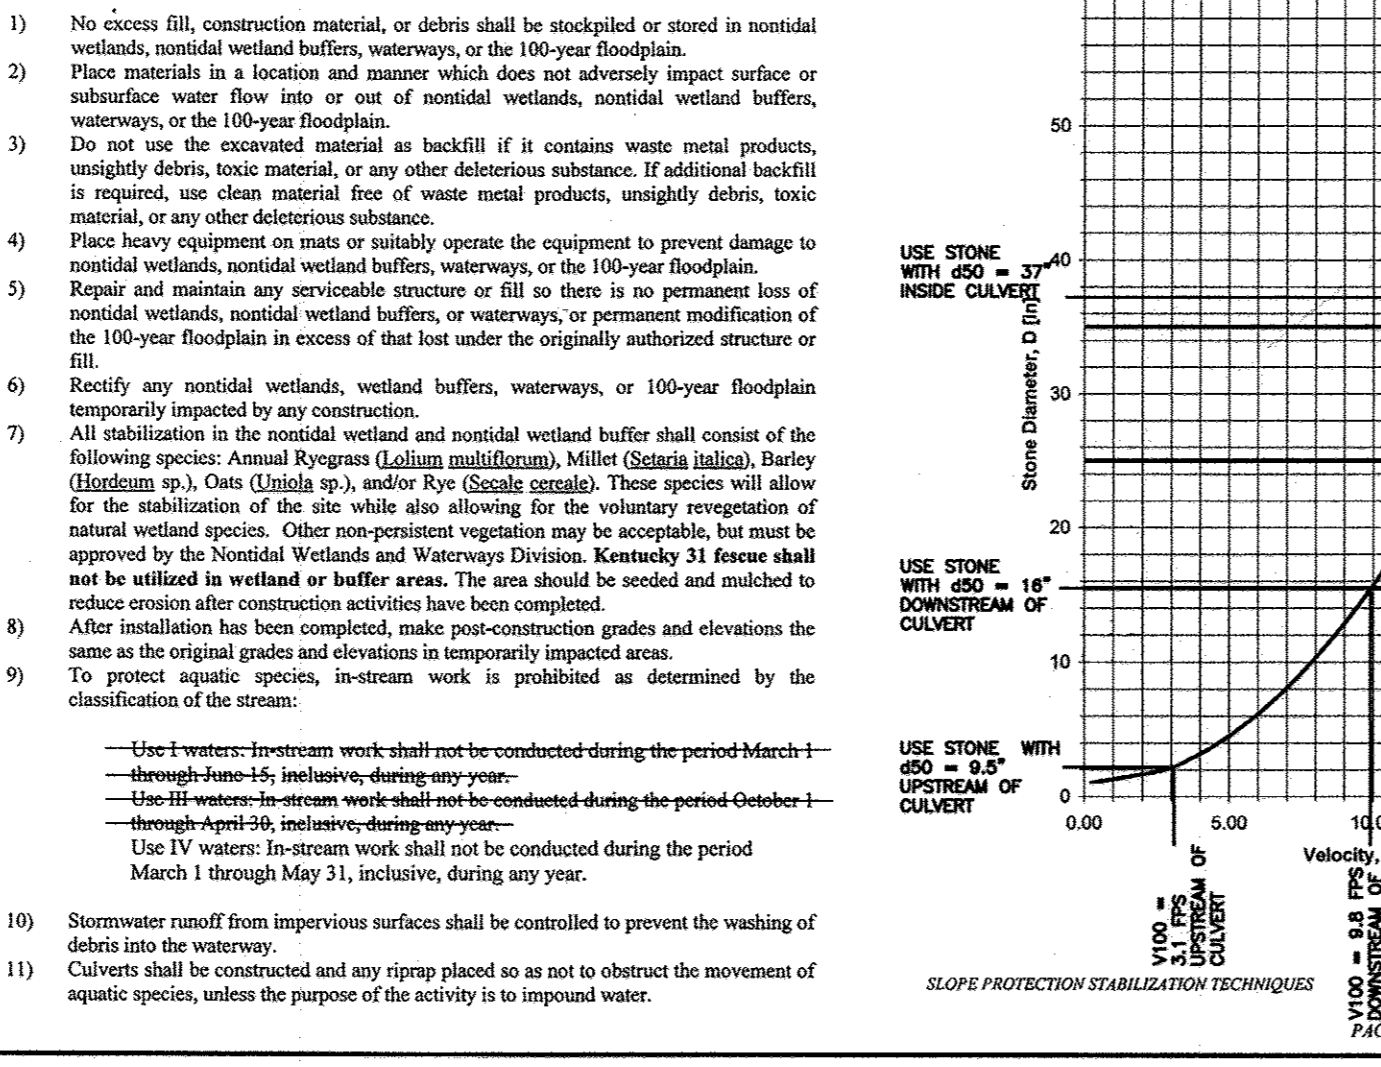 1) No excess fill, construction material, or debris shall be stockpiled or stored in nontidal
wetlands, nontidal wetland buffers, waterways, or the 100-year floodplain.
2) Place materials in a location and manner which does not adversely impact surface or
subsurface water flow into or out of nontidal wetlands, nontidal wetland buffers,
waterways, or the 100-year floodplain.
3) Do not use the excavated material as backfill if it contains waste metal products,
unsightly debris, toxic material, or any other deleterious substance. If additional backfill
is required, use clean material free of waste metal products, unsightly debris, toxic
material, or any other deleterious substance.
4) Place heavy equipment on mats or suitably operate the equipment to prevent damage to
nontidal wetlands, nontidal wetland buffers, waterways, or the 100-year floodplain.
5) Repair and maintain any serviceable structure or fill so there is no permanent loss of
nontidal wetlands, nontidal wetland buffers, or waterways, or permanent modification of
the 100-year floodplain in excess of that lost under the originally authorized structure or
fill.
6) Rectify any nontidal wetlands, wetland buffers, waterways, or 100-year floodplain
temporarily impacted by any construction.
7) All stabilization in the nontidal wetland and nontidal wetland buffer shall consist of the
following species: Annual Ryegrass (Lolium multiflorum), Millet (Setaria italica), Barley
(Hordeum sp.), Oats (Uniola sp.), and/or Rye (Secale cereale). These species will allow
for the stabilization of the site while also allowing for the voluntary revegetation of
natural wetland species. Other non-persistent vegetation may be acceptable, but must be
approved by the Nontidal Wetlands and Waterways Division. Kentucky 31 fescue shall
not be utilized in wetland or buffer areas. The area should be seeded and mulched to
reduce erosion after construction activities have been completed.
8) After installation has been completed, make post-construction grades and elevations the
same as the original grades and elevations in temporarily impacted areas.
9) To protect aquatic species, in-stream work is prohibited as determined by the
classification of the stream:
Use I waters: In-stream work shall not be conducted during the period March 1
through June 15, inclusive, during any year.
Use III waters: In-stream work shall not be conducted during the period October 1
through April 30, inclusive, during any year.
Use IV waters: In-stream work shall not be conducted during the period
March 1 through May 31, inclusive, during any year.
10) Stormwater runoff from impervious surfaces shall be controlled to prevent the washing of
debris into the waterway.
11) Culverts shall be constructed and any riprap placed so as not to obstruct the movement of
aquatic species, unless the purpose of the activity is to impound water.
50
40
30
20
10
0
Stone Diameter, D [in]
USE STONE
WITH d50 = 37"
INSIDE CULVERT
USE STONE
WITH d50 = 16"
DOWNSTREAM OF
CULVERT
USE STONE WITH
d50 = 9.5"
UPSTREAM OF
CULVERT
0.00 5.00 10.0
Velocity,
V100 =
3.1 FPS
UPSTREAM OF
CULVERT
V100 = 9.8 FPS
DOWNSTREAM OF
SLOPE PROTECTION STABILIZATION TECHNIQUES
PAG